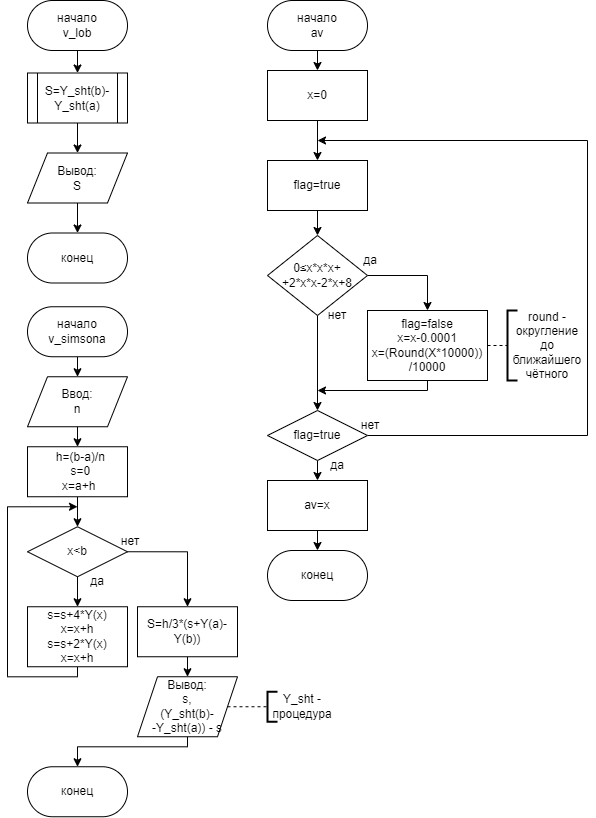 начало
v_lob
S=Y_sht(b)-
Y_sht(a)
Вывод:
S
конец
начало
v_simsona
Ввод:
n
h=(b-a)/n
s=0
x=a+h
x<b
нет
да
s=s+4*Y(x)
x=x+h
s=s+2*Y(x)
x=x+h
S=h/3*(s+Y(a)-
Y(b))
Вывод:
s,
(Y_sht(b)-
-Y_sht(a)) - s
Y_sht -
процедура
конец
начало
av
x=0
flag=true
0≤x*x*x+
+2*x*x-2*x+8
да
нет
flag=false
x=x-0.0001
x=(Round(X*10000))
/10000
round -
округление
до
ближайшего
чётного
flag=true
нет
да
av=x
конец